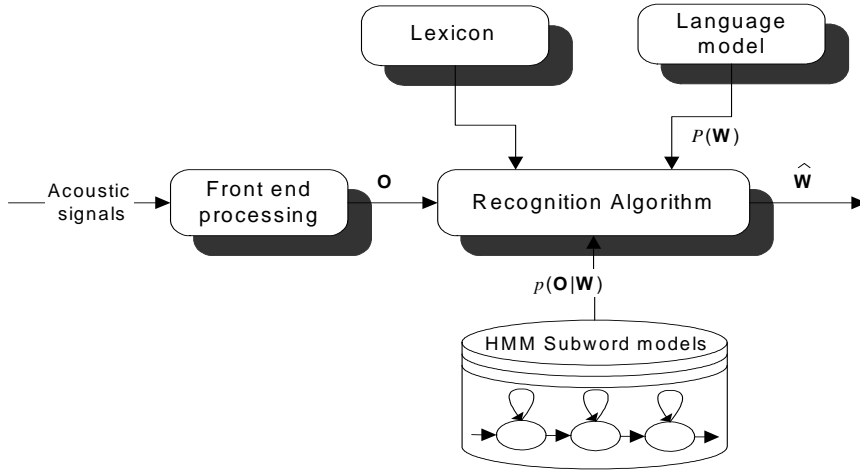 Lexicon
Language
model
P(W)
Acoustic
signals
Front end
processing
O
Recognition Algorithm
Ŵ
p(O|W)
HMM Subword models